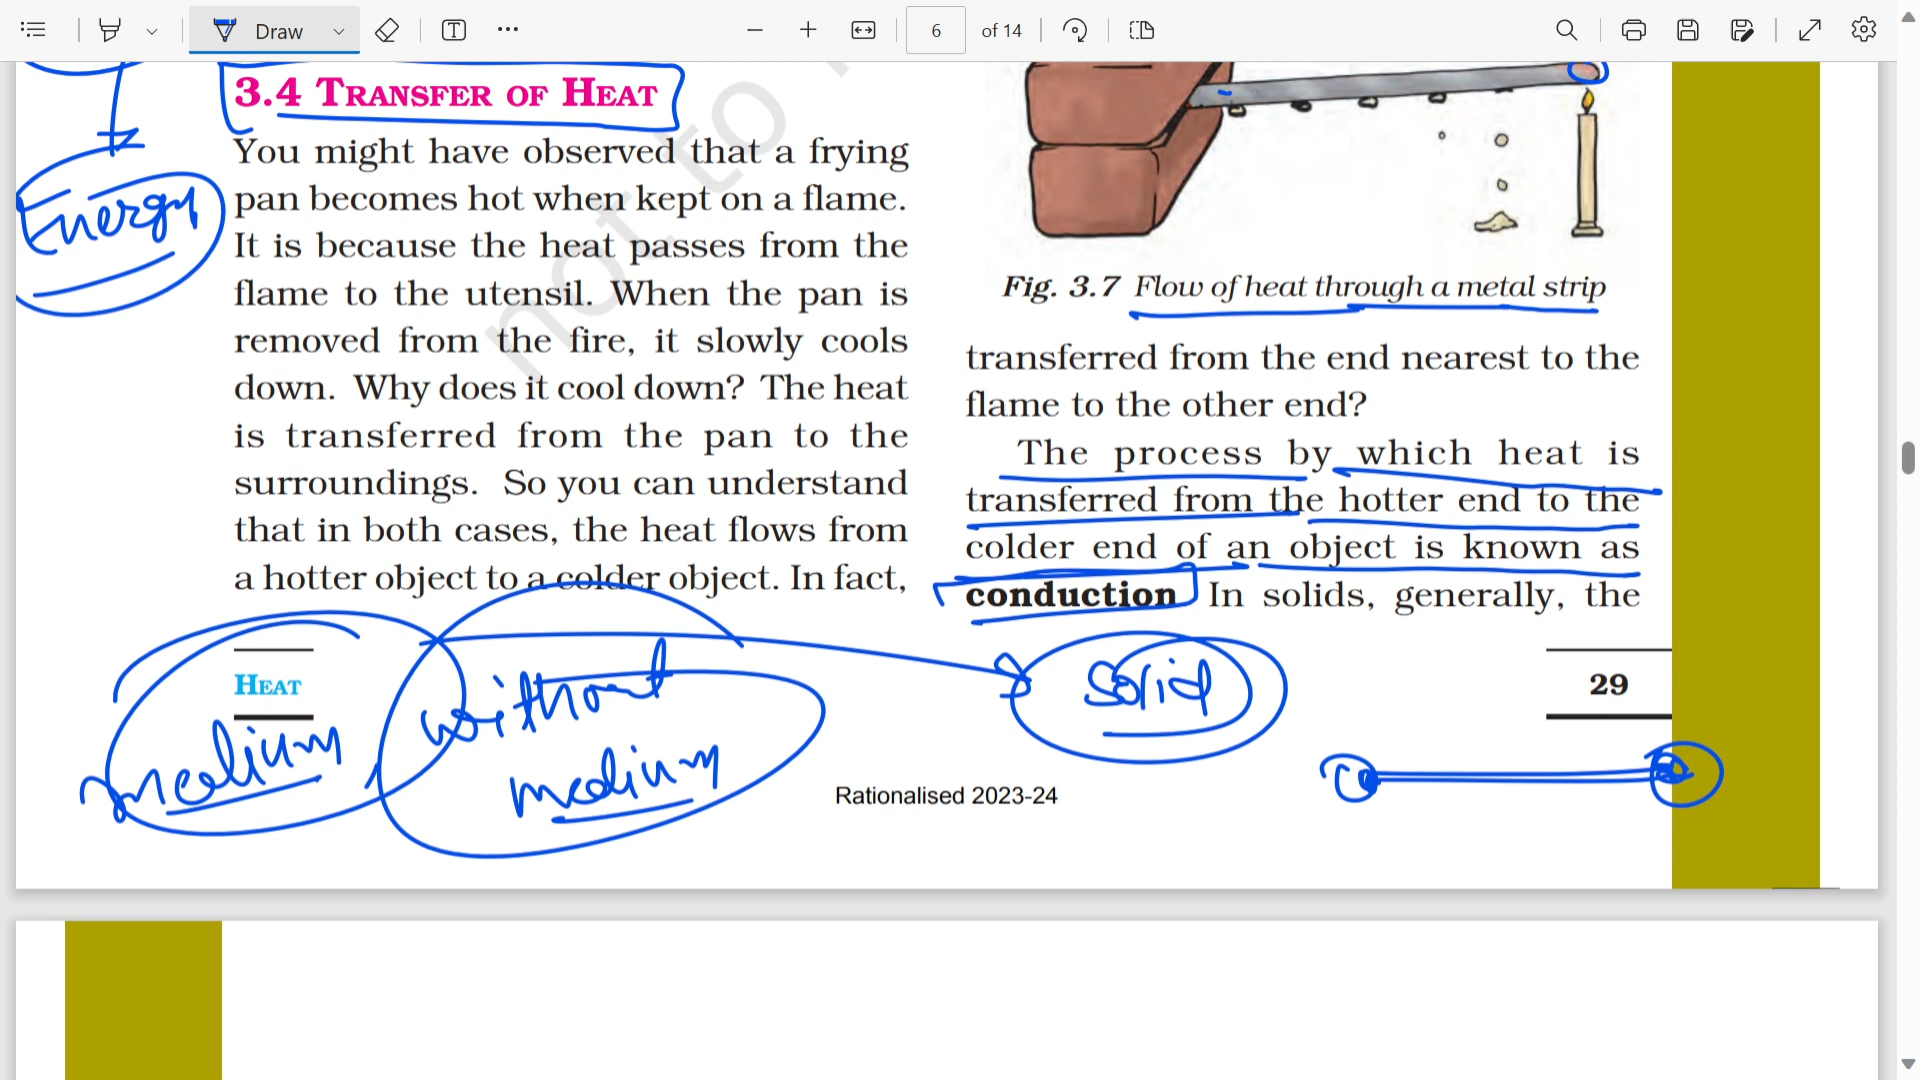 Draw
6
of 14
3.4 TRANSFER OF HEAT
You might have observed that a frying
pan becomes hot when kept on a flame.
It is because the heat passes from the
flame to the utensil. When the pan is
removed from the fire, it slowly cools
down. Why does it cool down? The heat
is transferred from the pan to the
surroundings. So you can understand
that in both cases, the heat flows from
a hotter object to a colder object. In fact,
Energy
not to
HEAT
medium
without
medium
Fig. 3.7 Flow of heat through a metal strip
transferred from the end nearest to the
flame to the other end?
The process by which heat is
transferred from the hotter end to the
colder end of an object is known as
conduction In solids, generally, the
Solid
29
Rationalised 2023-24